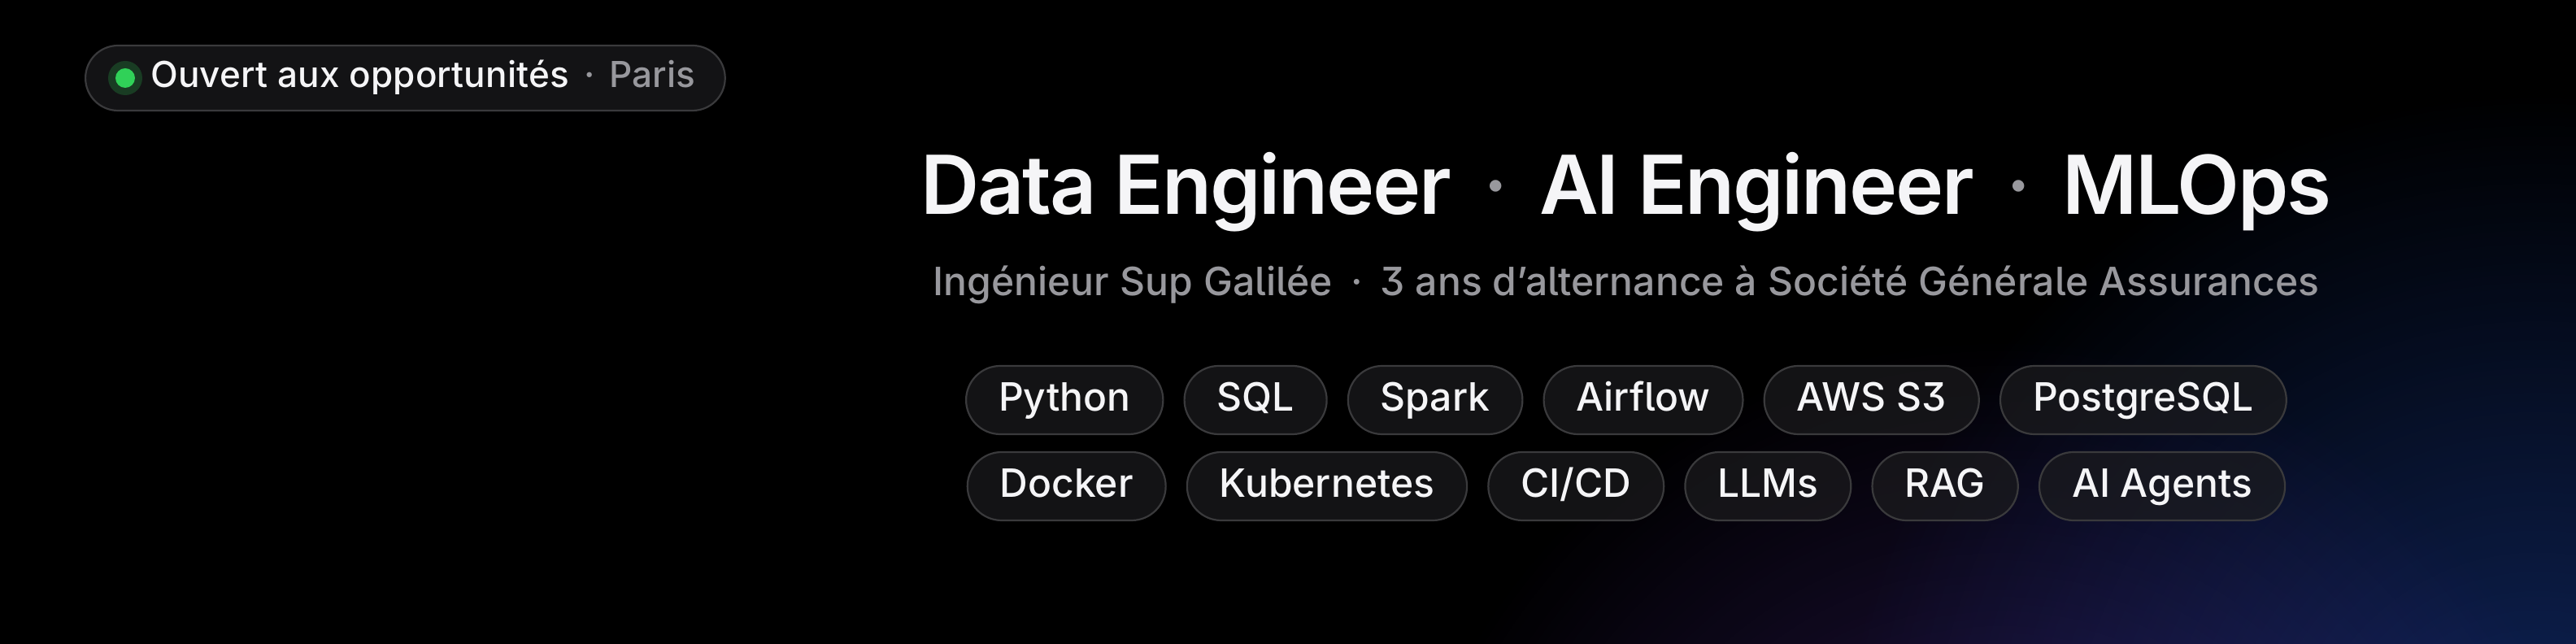 Ouvert aux opportunités · Paris
Data Engineer · AI Engineer · MLOps
Ingénieur Sup Galilée · 3 ans d’alternance à Société Générale Assurances
Python SQL Spark Airflow AWS S3 PostgreSQL
Docker Kubernetes CI/CD LLMs RAG AI Agents